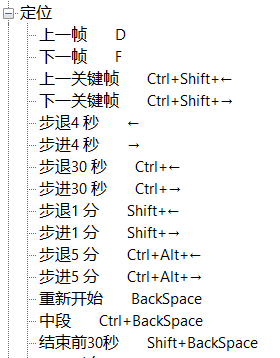 定位
上一帧 D
下一帧 F
上一关键帧 Ctrl+Shift+←
下一关键帧 Ctrl+Shift+→
步退4 秒 ←
步进4 秒 →
步退30 秒 Ctrl+←
步进30 秒 Ctrl+→
步退1 分 Shift+←
步进1 分 Shift+→
步退5 分 Ctrl+Alt+←
步进5 分 Ctrl+Alt+→
重新开始 BackSpace
中段 Ctrl+BackSpace
结束前30秒 Shift+BackSpace